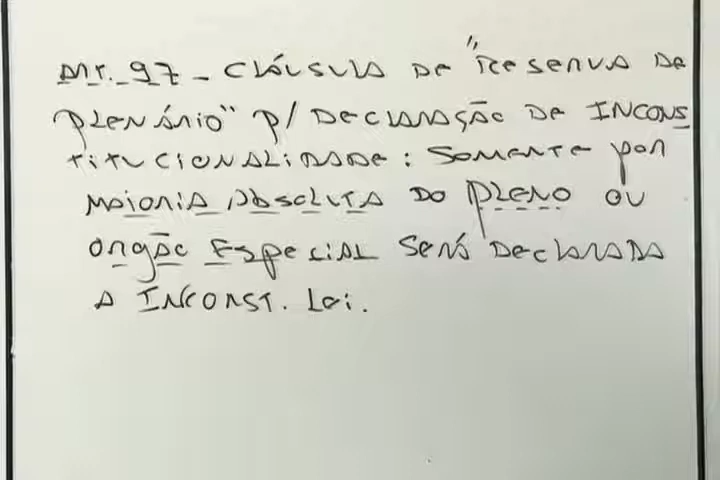 Art. 97 - Cláusula de "reserva de
plenário" p/ declaração de INCONS
titucionalidade: Somente por
maioria absoluta do pleno ou
orgão Especial será declarada
a INCONST. Lei.